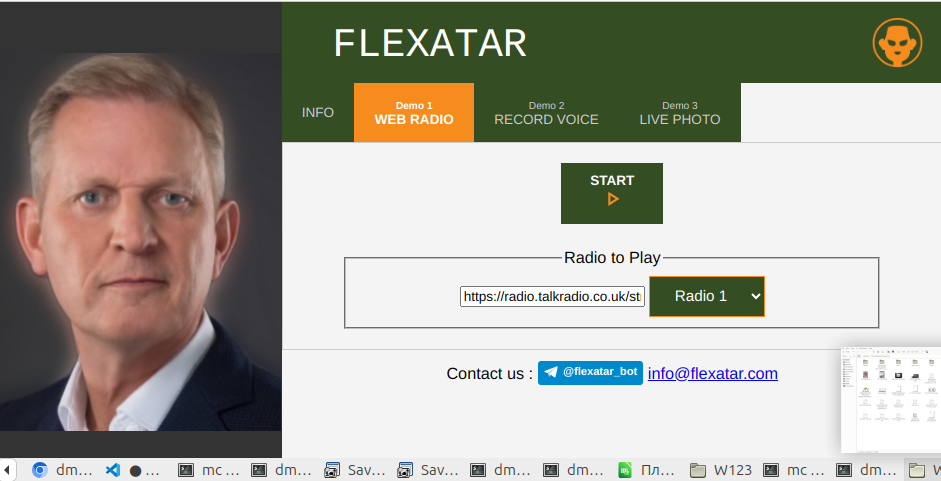 FLEXATAR
INFO
Demo 1
WEB RADIO
Demo 2
RECORD VOICE
Demo 3
LIVE PHOTO
START
Radio to Play
https://radio.talkradio.co.uk/st
Radio 1
Contact us : @flexatar_bot info@flexatar.com
dm... ... mc ... dm... Sav... Sav... dm... dm... Пл... W123 mc ... dm... W